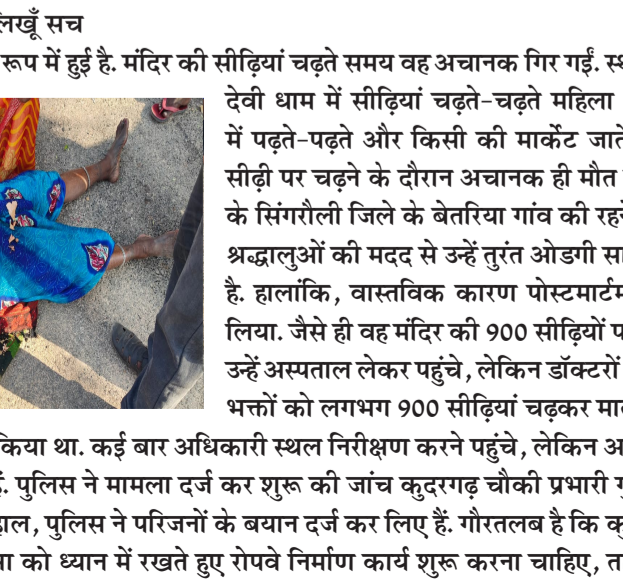 लिखूँ सच
रूप में हुई है. मंदिर की सीढ़ियां चढ़ते समय वह अचानक गिर गईं.
देवी धाम में सीढ़ियां चढ़ते-चढ़ते महिला
में पढ़ते-पढ़ते और किसी की मार्केट जाते
सीढ़ी पर चढ़ने के दौरान अचानक ही मौत
के सिंगरौली जिले के बेतरिया गांव की
श्रद्धालुओं की मदद से उन्हें तुरंत ओडगी
है. हालांकि, वास्तविक कारण पोस्टमार्टम
लिया. जैसे ही वह मंदिर की 900 सीढ़ियों
उन्हें अस्पताल लेकर पहुंचे, लेकिन डॉक्टरों
भक्तों को लगभग 900 सीढ़ियां चढ़कर
किया था. कई बार अधिकारी स्थल निरीक्षण करने पहुंचे, लेकिन
पुलिस ने मामला दर्ज कर शुरू की जांच कुदरगढ़ चौकी प्रभारी
पुलिस ने परिजनों के बयान दर्ज कर लिए हैं. गौरतलब है कि
को ध्यान में रखते हुए रोपवे निर्माण कार्य शुरू करना चाहिए,